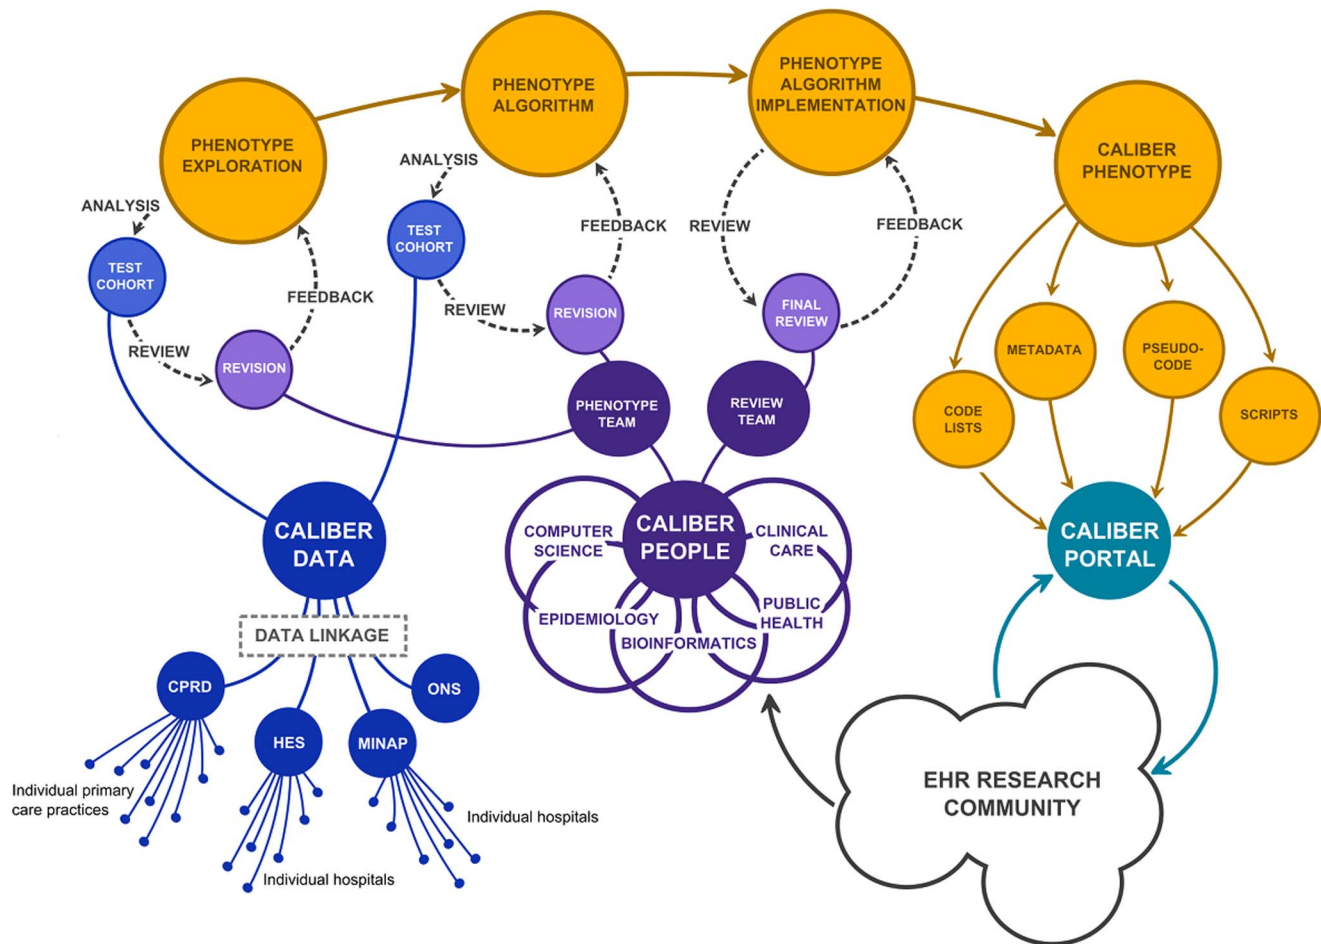 PHENOTYPE
EXPLORATION
PHENOTYPE
ALGORITHM
PHENOTYPE
ALGORITHM
IMPLEMENTATION
CALIBER
PHENOTYPE
ANALYSIS
TEST
COHORT
REVIEW
REVISION
FEEDBACK
ANALYSIS
TEST
COHORT
REVIEW
REVISION
FEEDBACK
REVIEW
FINAL
REVIEW
FEEDBACK
CODE
LISTS
METADATA
PSEUDO-
CODE
SCRIPTS
PHENOTYPE
TEAM
REVIEW
TEAM
CALIBER
DATA
DATA LINKAGE
CPRD
HES
MINAP
ONS
Individual primary
care practices
Individual hospitals
Individual hospitals
CALIBER
PEOPLE
COMPUTER
SCIENCE
EPIDEMIOLOGY
BIOINFORMATICS
PUBLIC
HEALTH
CLINICAL
CARE
CALIBER
PORTAL
EHR RESEARCH
COMMUNITY